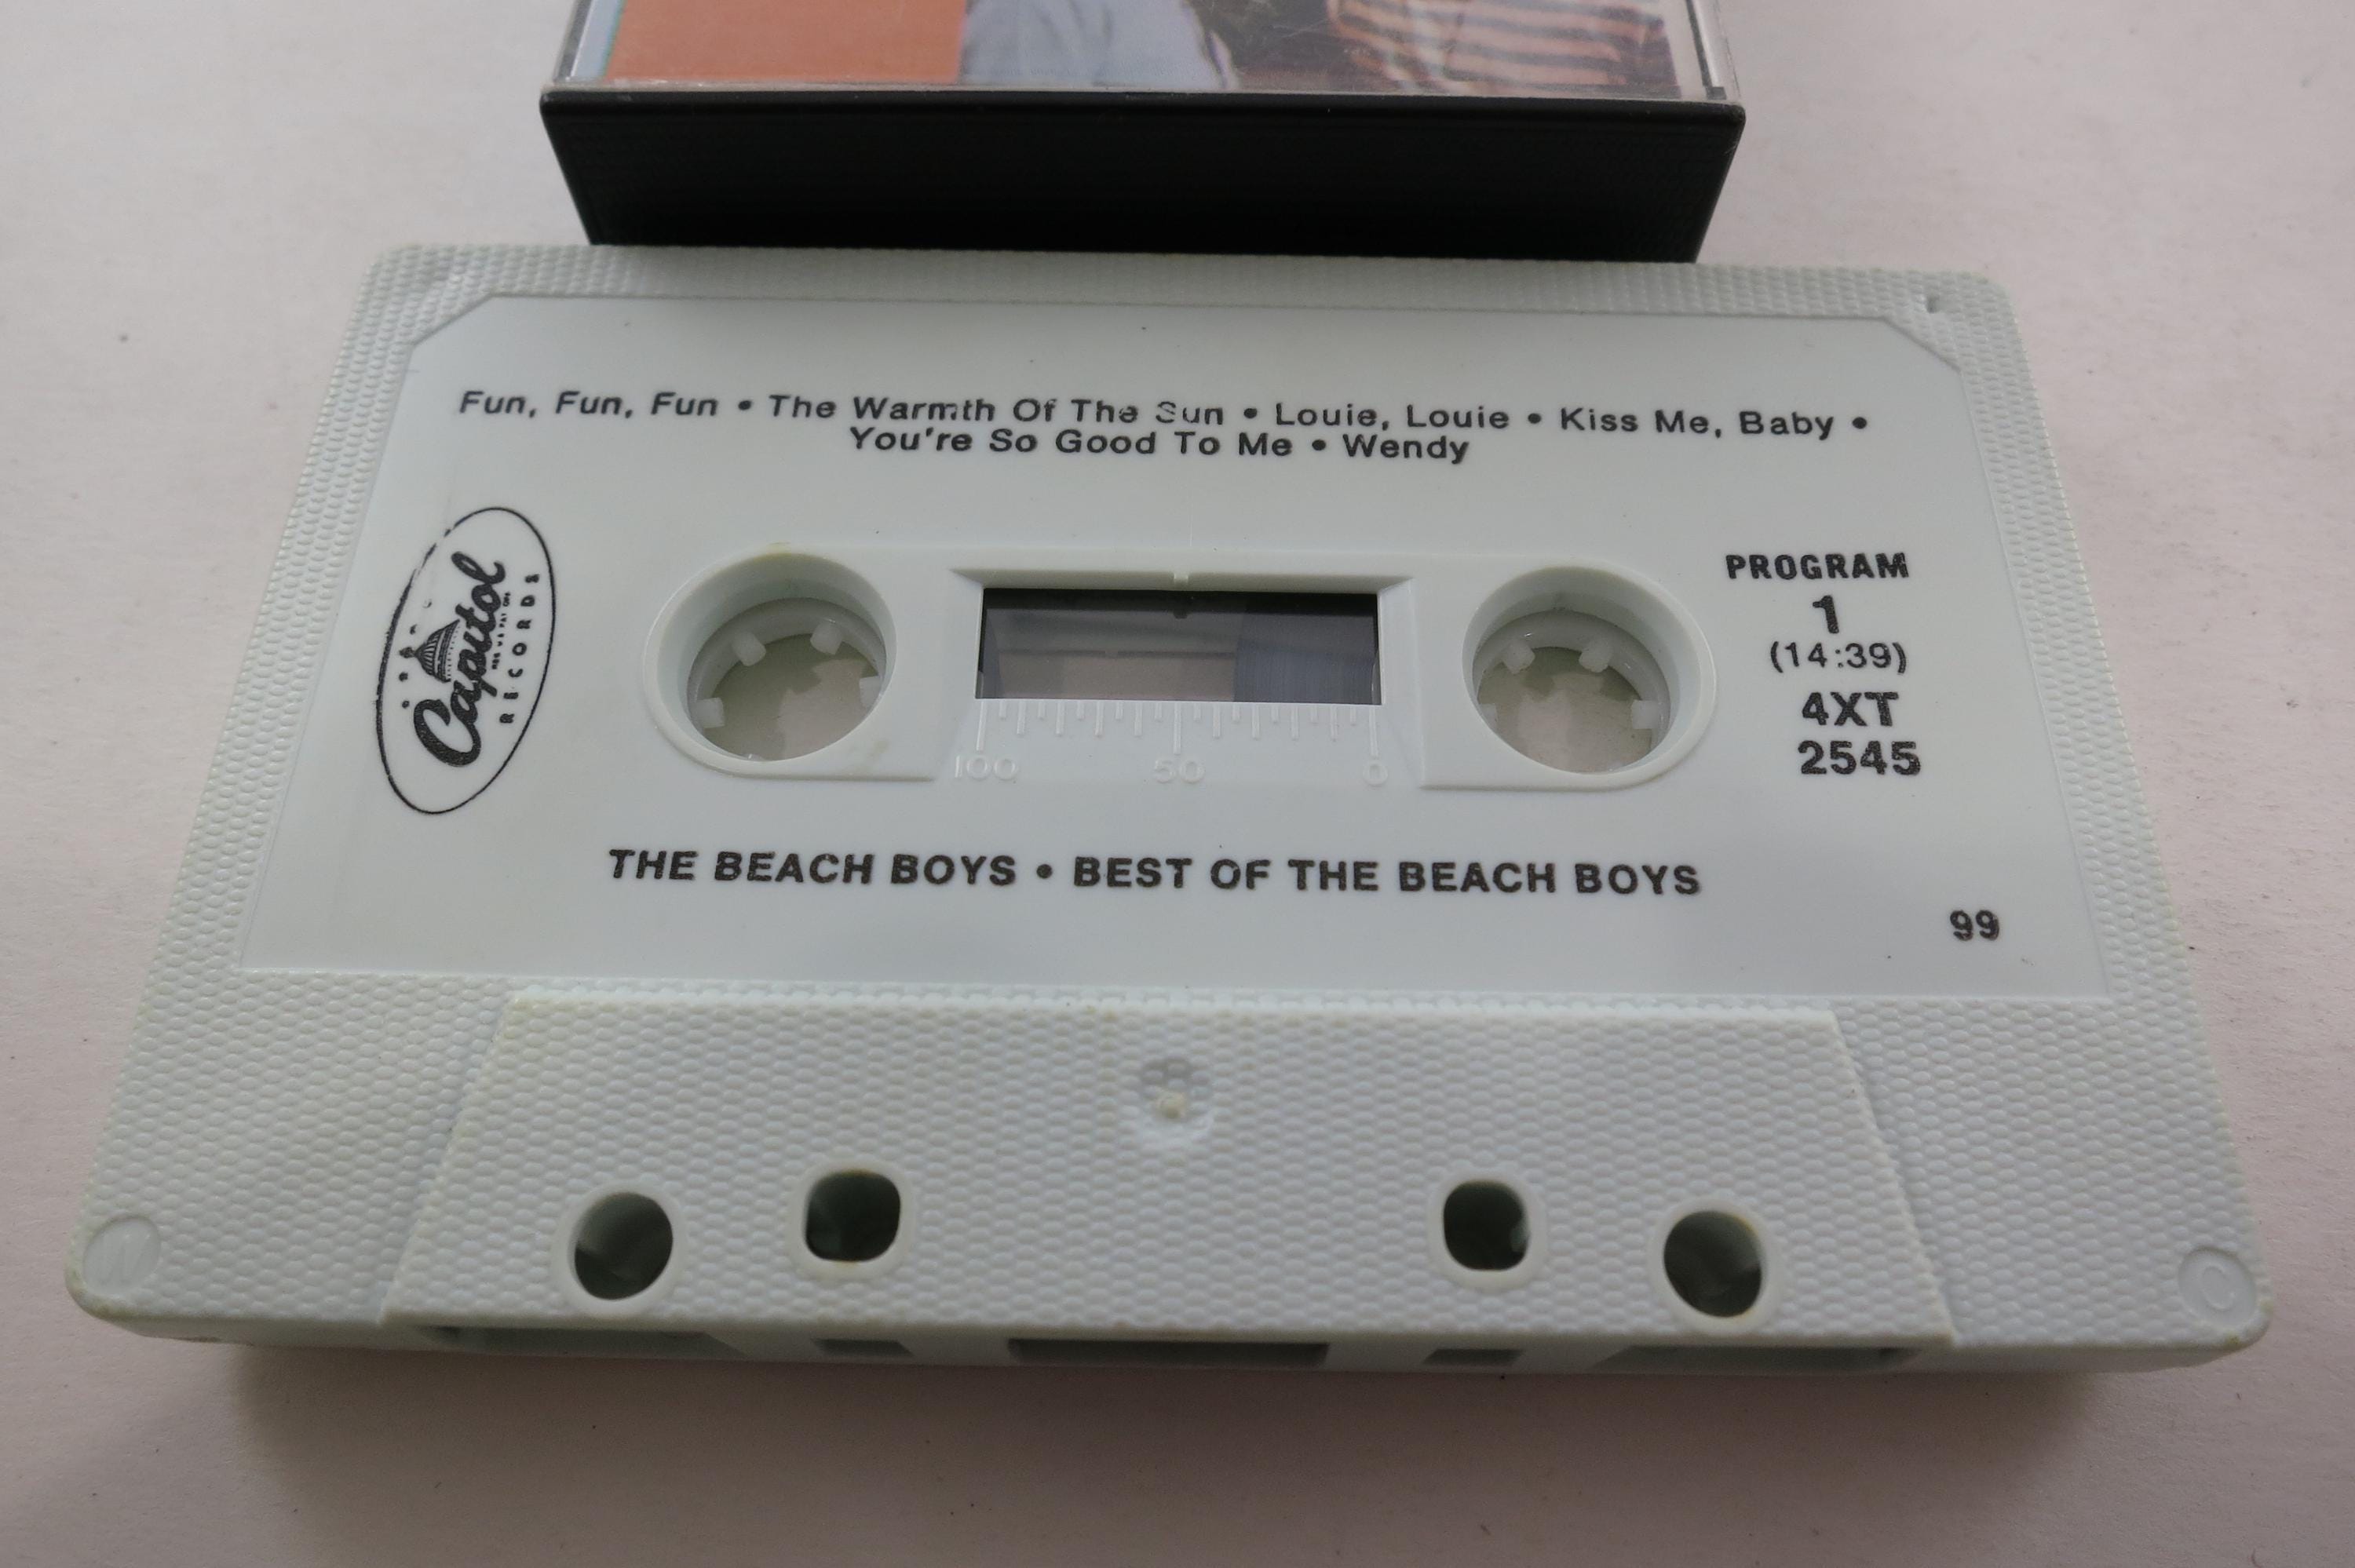 Fun, Fun, Fun • The Warmth Of The Sun • Louie, Louie • Kiss Me, Baby •
You're So Good To Me • Wendy
Capitol
RECORDS
PROGRAM
1
(14:39)
4XT
2545
100 50 0
THE BEACH BOYS • BEST OF THE BEACH BOYS
99
C